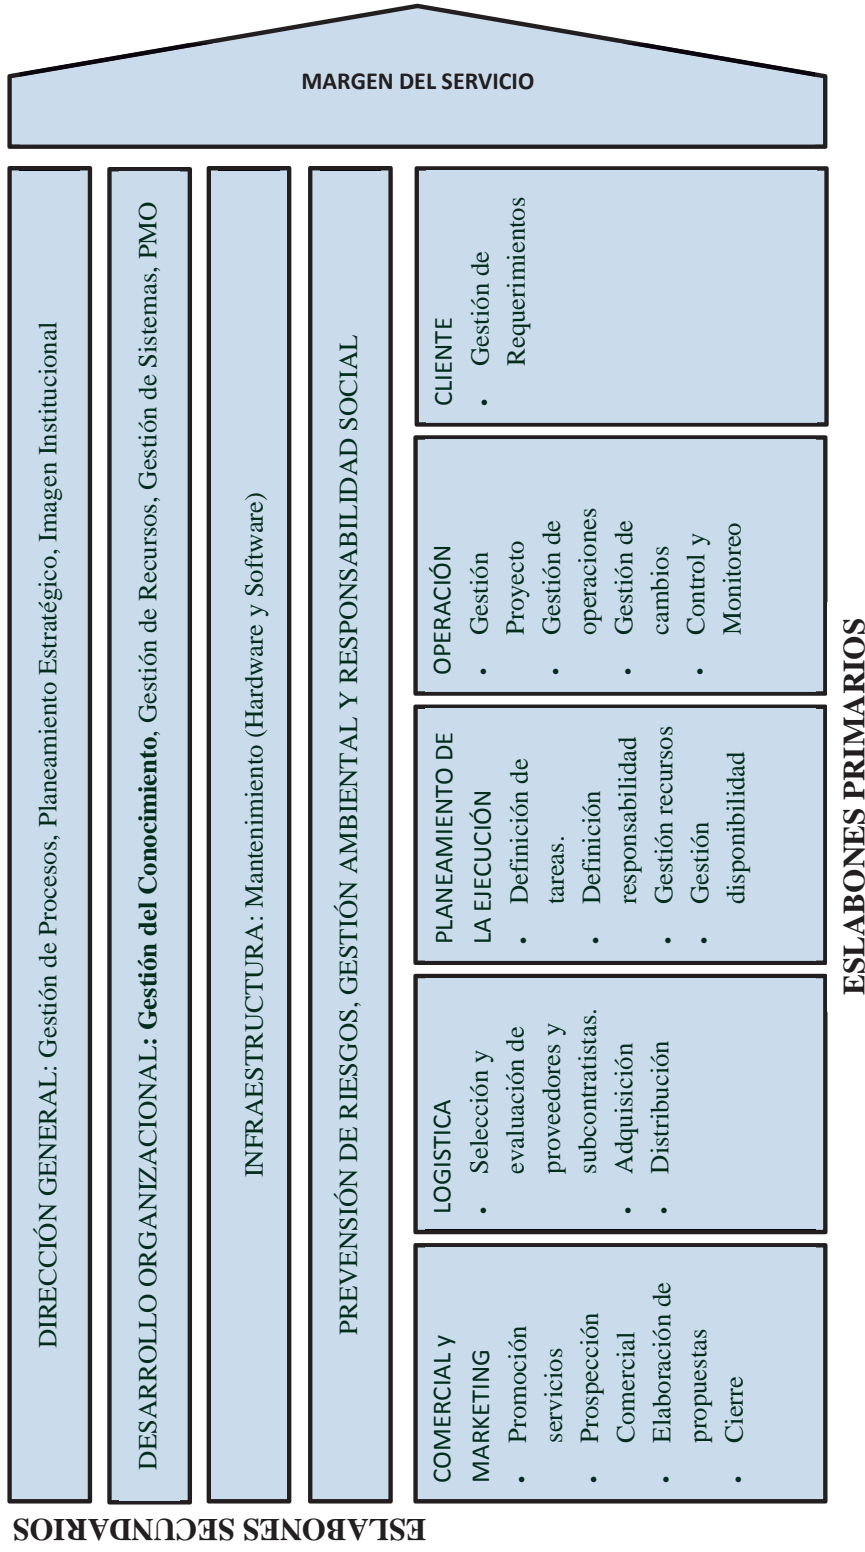 MARGEN DEL SERVICIO
ESLABONES SECUNDARIOS
DIRECCIÓN GENERAL: Gestión de Procesos, Planeamiento Estratégico, Imagen Institucional
DESARROLLO ORGANIZACIONAL: Gestión del Conocimiento, Gestión de Recursos, Gestión de Sistemas, PMO
INFRAESTRUCTURA: Mantenimiento (Hardware y Software)
PREVENSIÓN DE RIESGOS, GESTIÓN AMBIENTAL Y RESPONSABILIDAD SOCIAL
COMERCIAL y
MARKETING
• Promoción
servicios
• Prospección
Comercial
• Elaboración de
propuestas
• Cierre
LOGISTICA
• Selección y
evaluación de
proveedores y
subcontratistas.
• Adquisición
• Distribución
PLANEAMIENTO DE
LA EJECUCIÓN
• Definición de
tareas.
• Definición
responsabilidad
• Gestión recursos
• Gestión
disponibilidad
OPERACIÓN
• Gestión
Proyecto
• Gestión de
operaciones
• Gestión de
cambios
• Control y
Monitoreo
CLIENTE
• Gestión de
Requerimientos
ESLABONES PRIMARIOS